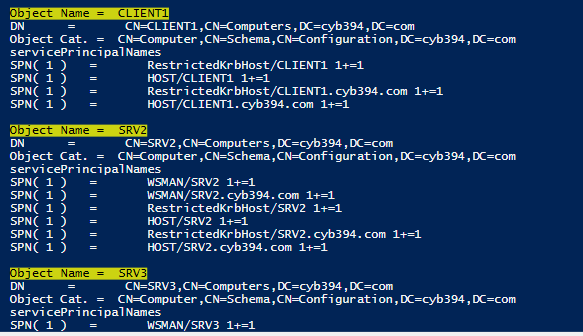 Object Name =  CLIENT1
DN      =       CN=CLIENT1,CN=Computers,DC=cyb394,DC=com
Object Cat. =  CN=Computer,CN=Schema,CN=Configuration,DC=cyb394,DC=com
servicePrincipalNames
SPN( 1 )   =       RestrictedKrbHost/CLIENT1 1+=1
SPN( 1 )   =       HOST/CLIENT1 1+=1
SPN( 1 )   =       RestrictedKrbHost/CLIENT1.cyb394.com 1+=1
SPN( 1 )   =       HOST/CLIENT1.cyb394.com 1+=1
Object Name =  SRV2
DN      =       CN=SRV2,CN=Computers,DC=cyb394,DC=com
Object Cat. =  CN=Computer,CN=Schema,CN=Configuration,DC=cyb394,DC=com
servicePrincipalNames
SPN( 1 )   =       WSMAN/SRV2 1+=1
SPN( 1 )   =       WSMAN/SRV2.cyb394.com 1+=1
SPN( 1 )   =       RestrictedKrbHost/SRV2 1+=1
SPN( 1 )   =       HOST/SRV2 1+=1
SPN( 1 )   =       RestrictedKrbHost/SRV2.cyb394.com 1+=1
SPN( 1 )   =       HOST/SRV2.cyb394.com 1+=1
Object Name =  SRV3
DN      =       CN=SRV3,CN=Computers,DC=cyb394,DC=com
Object Cat. =  CN=Computer,CN=Schema,CN=Configuration,DC=cyb394,DC=com
servicePrincipalNames
SPN( 1 )   =       WSMAN/SRV3 1+=1